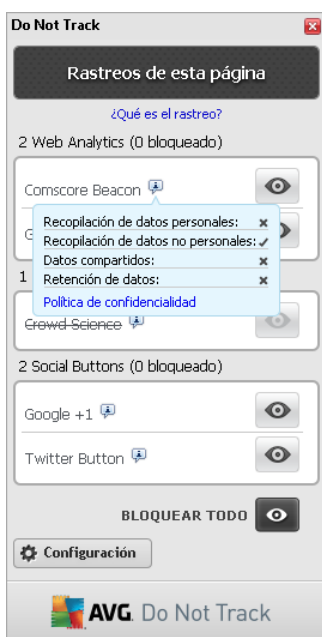 Do Not Track
Rastreos de esta página
¿Qué es el rastreo?
2 Web Analytics (0 bloqueado)
Comscore Beacon
G
Recopilación de datos personales:
Recopilación de datos no personales:
Datos compartidos:
Retención de datos:
Política de confidencialidad
1
Crowd Science
2 Social Buttons (0 bloqueado)
Google +1
Twitter Button
BLOQUEAR TODO
Configuración
AVG. Do Not Track